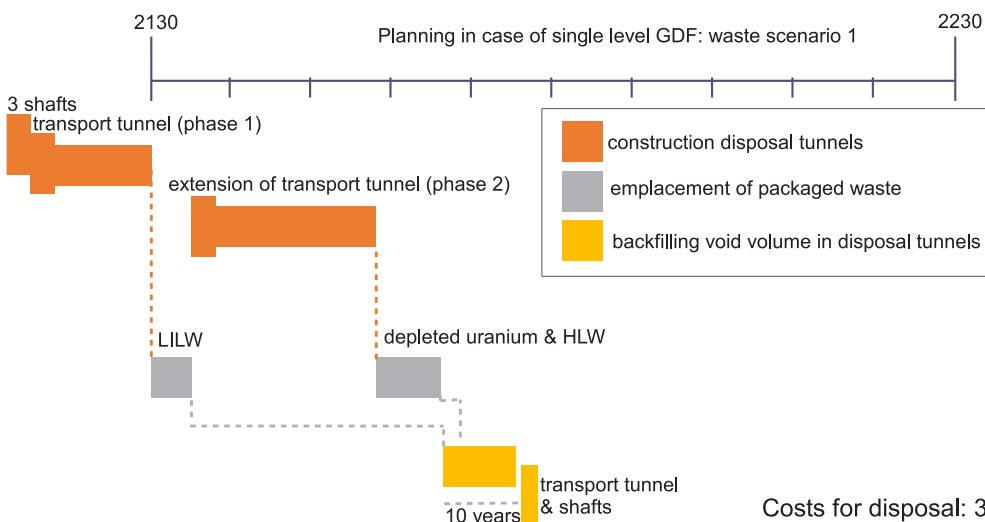 2130
2230
Planning in case of single level GDF: waste scenario 1
3 shafts
transport tunnel (phase 1)
construction disposal tunnels
extension of transport tunnel (phase 2)
emplacement of packaged waste
backfilling void volume in disposal tunnels
LILW
depleted uranium & HLW
transport tunnel
& shafts
10 years
Costs for disposal: 3